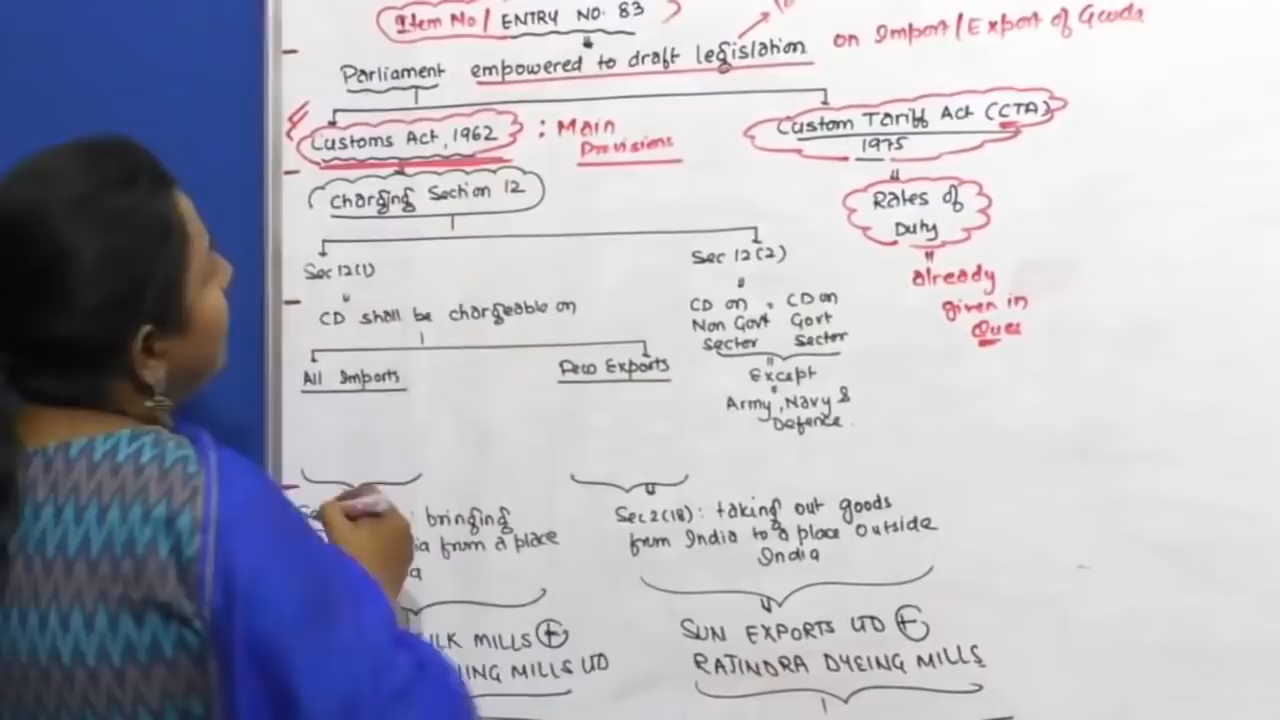 Item No/ ENTRY NO. 83
Parliament empowered to draft legislation on Import/Export of Goods
Customs Act, 1962 : Main
Provisions
Custom Tariff Act (CTA)
1975
Charging Section 12
Rates of
Duty
already
given in
Ques
Sec 12(1)
CD shall be chargeable on
All Imports
Few Exports
Sec 12(2)
CD on = CD on
Non Govt Govt
Sector Sector
Except
Army, Navy &
Defence.
: bringing
ia from a place
a
Sec 2(18): taking out goods
from India to a place outside
India
ILK MILLS +
ING MILLS LTD
SUN EXPORTS LTD +
RAJINDRA DYEING MILLS